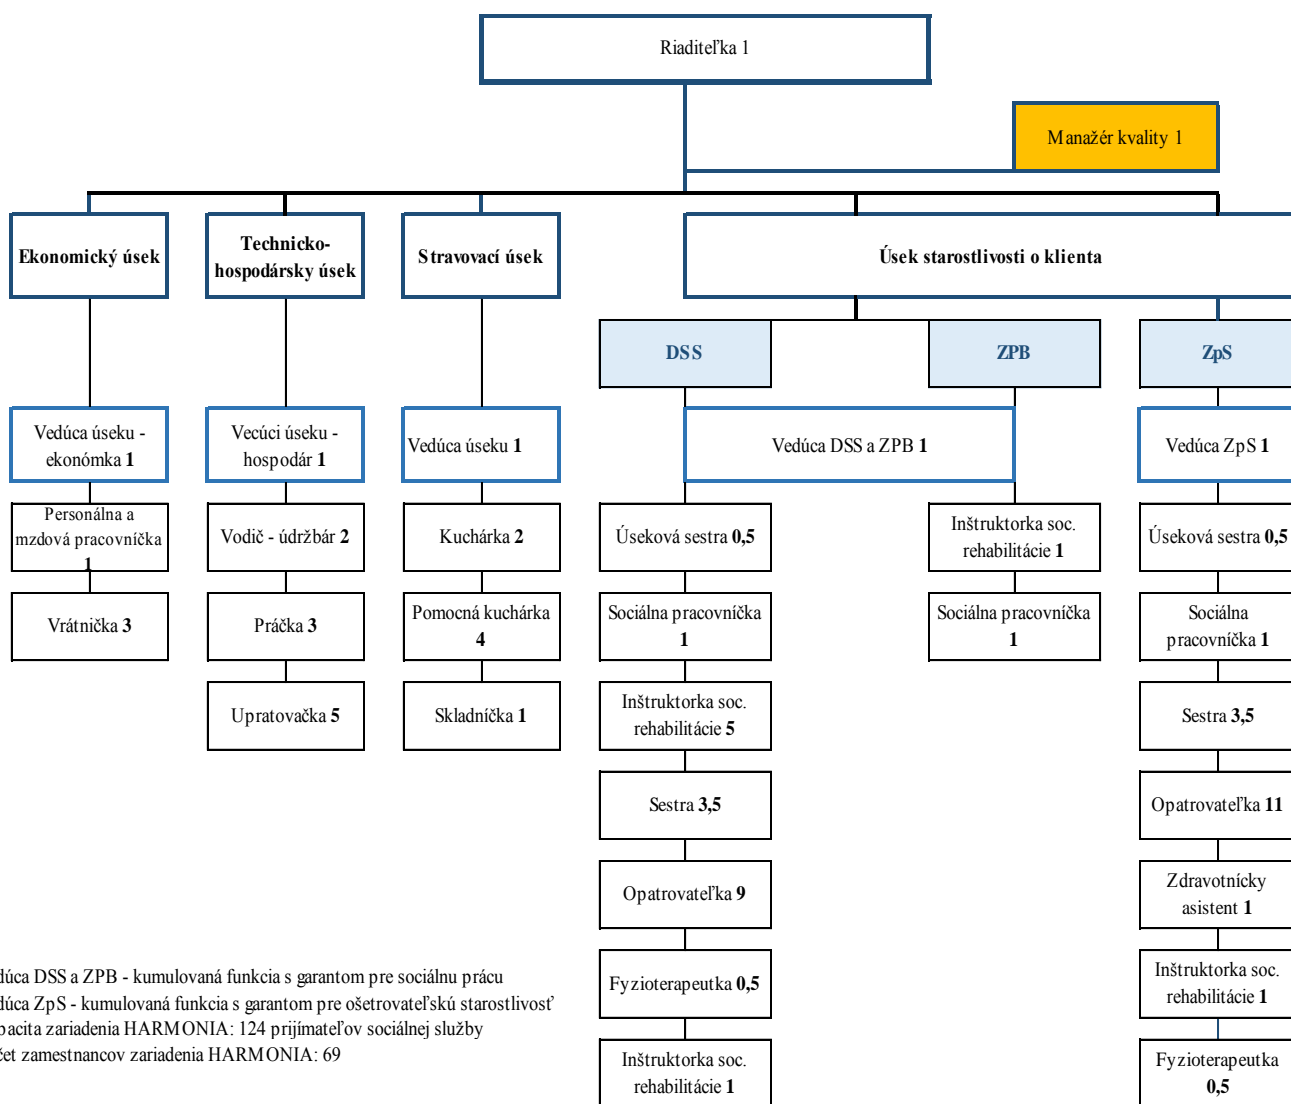 Riaditeľka 1
Manažér kvality 1
Ekonomický úsek
Technicko-
hospodársky úsek
Stravovací úsek
Úsek starostlivosti o klienta
DSS
ZPB
ZpS
Vedúca úseku -
ekonómka 1
Vecúci úseku -
hospodár 1
Vedúca úseku 1
Vedúca DSS a ZPB 1
Vedúca ZpS 1
Personálna a
mzdová pracovníčka
1
Vodič - údržbár 2
Kuchárka 2
Úseková sestra 0,5
Inštruktorka soc.
rehabilitácie 1
Úseková sestra 0,5
Vrátnička 3
Práčka 3
Pomocná kuchárka
4
Sociálna pracovníčka
1
Sociálna pracovníčka
1
Sociálna
pracovníčka 1
Upratovačka 5
Skladníčka 1
Inštruktorka soc.
rehabilitácie 5
Sestra 3,5
Sestra 3,5
Opatrovateľka 11
Opatrovateľka 9
Zdravotnícky
asistent 1
Fyzioterapeutka 0,5
Inštruktorka soc.
rehabilitácie 1
Inštruktorka soc.
rehabilitácie 1
Fyzioterapeutka
0,5
dúca DSS a ZPB - kumulovaná funkcia s garantom pre sociálnu prácu
dúca ZpS - kumulovaná funkcia s garantom pre ošetrovateľskú starostlivosť
pacita zariadenia HARMONIA: 124 prijímateľov sociálnej služby
čet zamestnancov zariadenia HARMONIA: 69